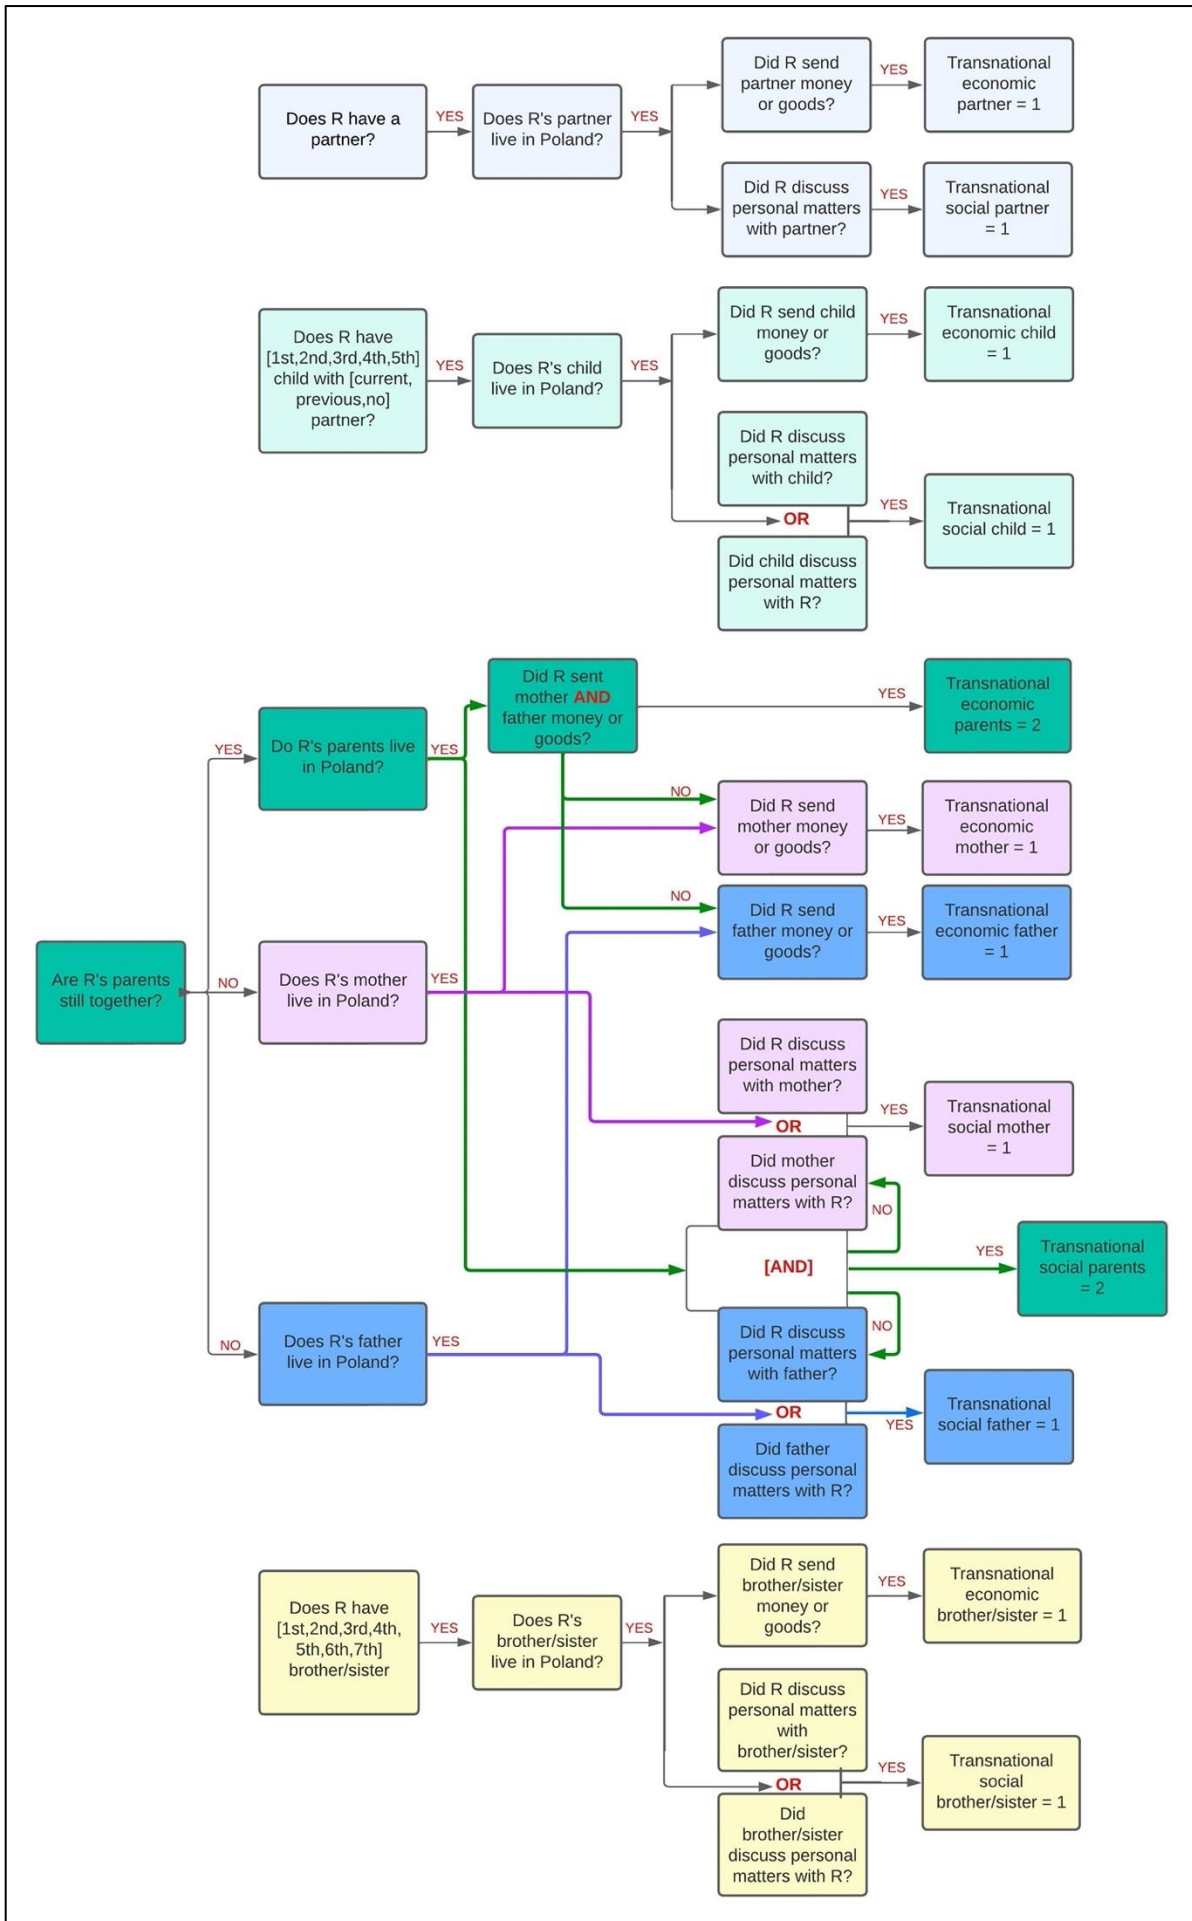 Does R have a
partner?
YES
Does R's partner
live in Poland?
YES
Did R send
partner money
or goods?
YES
Transnational
economic
partner = 1
Did R discuss
personal matters
with partner?
YES
Transnational
social partner
= 1
Does R have
[1st,2nd,3rd,4th,5th]
child with [current,
previous,no]
partner?
YES
Does R's child
live in Poland?
YES
Did R send child
money or
goods?
YES
Transnational
economic child
= 1
Did R discuss
personal matters
with child?
OR
Did child discuss
personal matters
with R?
YES
Transnational
social child = 1
Are R's parents
still together?
YES
Do R's parents live
in Poland?
YES
Did R sent
mother AND
father money or
goods?
YES
Transnational
economic
parents = 2
NO
Did R send
mother money
or goods?
YES
Transnational
economic
mother = 1
NO
Did R send
father money or
goods?
YES
Transnational
economic father
= 1
NO
Does R's mother
live in Poland?
YES
Did R discuss
personal matters
with mother?
OR
Did mother
discuss personal
matters with R?
YES
Transnational
social mother
= 1
NO
[AND]
YES
Transnational
social parents
= 2
NO
NO
Does R's father
live in Poland?
YES
Did R discuss
personal matters
with father?
OR
Did father
discuss personal
matters with R?
YES
Transnational
social father = 1
Does R have
[1st,2nd,3rd,4th,
5th,6th,7th]
brother/sister
YES
Does R's
brother/sister
live in Poland?
YES
Did R send
brother/sister
money or
goods?
YES
Transnational
economic
brother/sister = 1
Did R discuss
personal matters
with
brother/sister?
OR
Did
brother/sister
discuss personal
matters with R?
YES
Transnational
social
brother/sister = 1